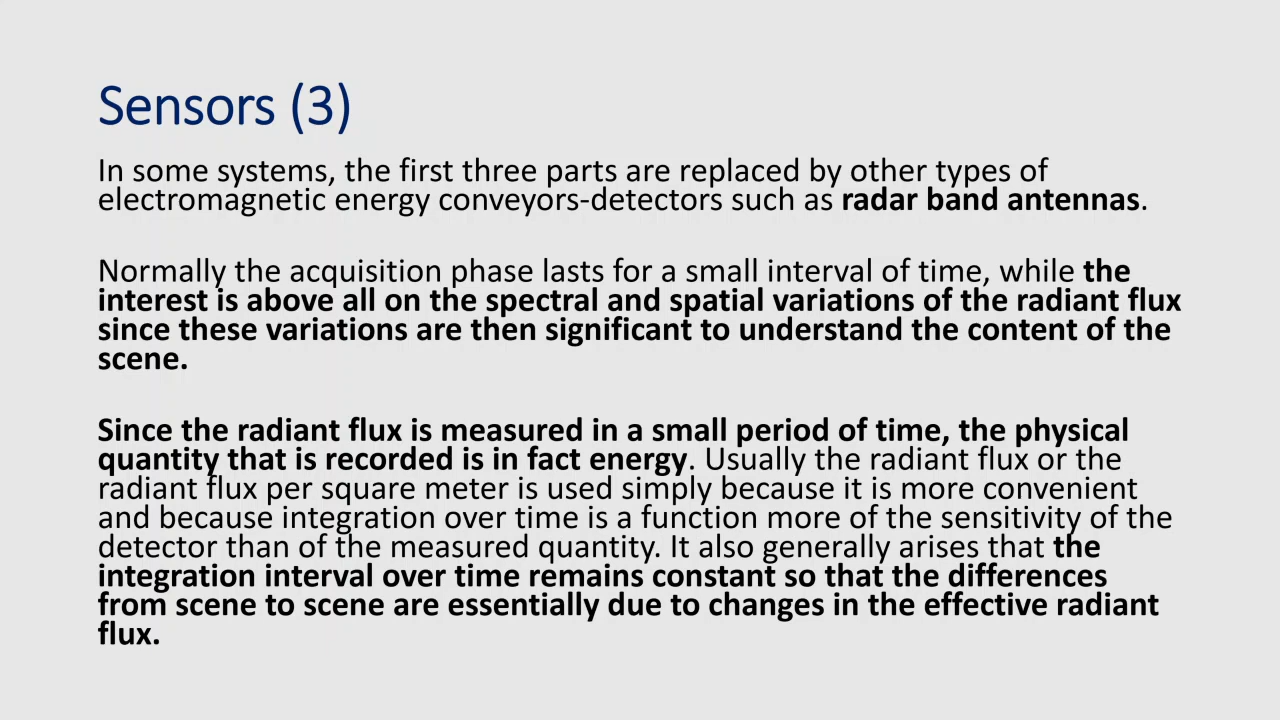 Sensors (3)
In some systems, the first three parts are replaced by other types of
electromagnetic energy conveyors-detectors such as radar band antennas.
Normally the acquisition phase lasts for a small interval of time, while the
interest is above all on the spectral and spatial variations of the radiant flux
since these variations are then significant to understand the content of the
scene.
Since the radiant flux is measured in a small period of time, the physical
quantity that is recorded is in fact energy. Usually the radiant flux or the
radiant flux per square meter is used simply because it is more convenient
and because integration over time is a function more of the sensitivity of the
detector than of the measured quantity. It also generally arises that the
integration interval over time remains constant so that the differences
from scene to scene are essentially due to changes in the effective radiant
flux.